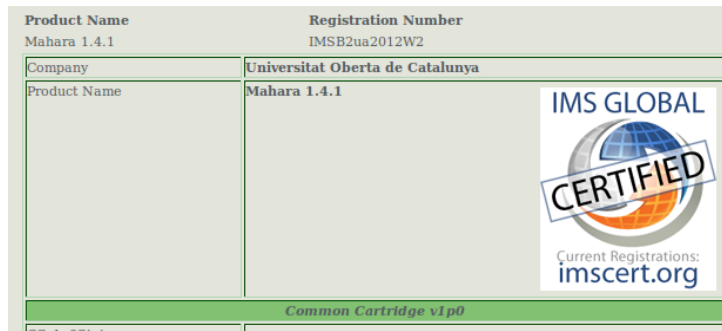 Product Name Registration Number
Mahara 1.4.1 IMSB2ua2012W2
Company Universitat Oberta de Catalunya
Product Name Mahara 1.4.1
IMS GLOBAL
CERTIFIED
Current Registrations:
imscert.org
Common Cartridge v1p0